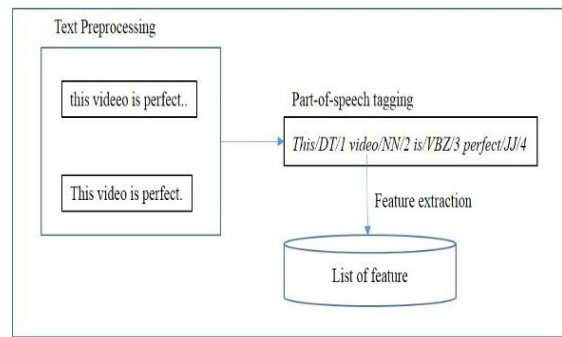 Text Preprocessing
this videeo is perfect..
This video is perfect.
Part-of-speech tagging
This/DT/1 video/NN/2 is/VBZ/3 perfect/JJ/4
Feature extraction
List of feature